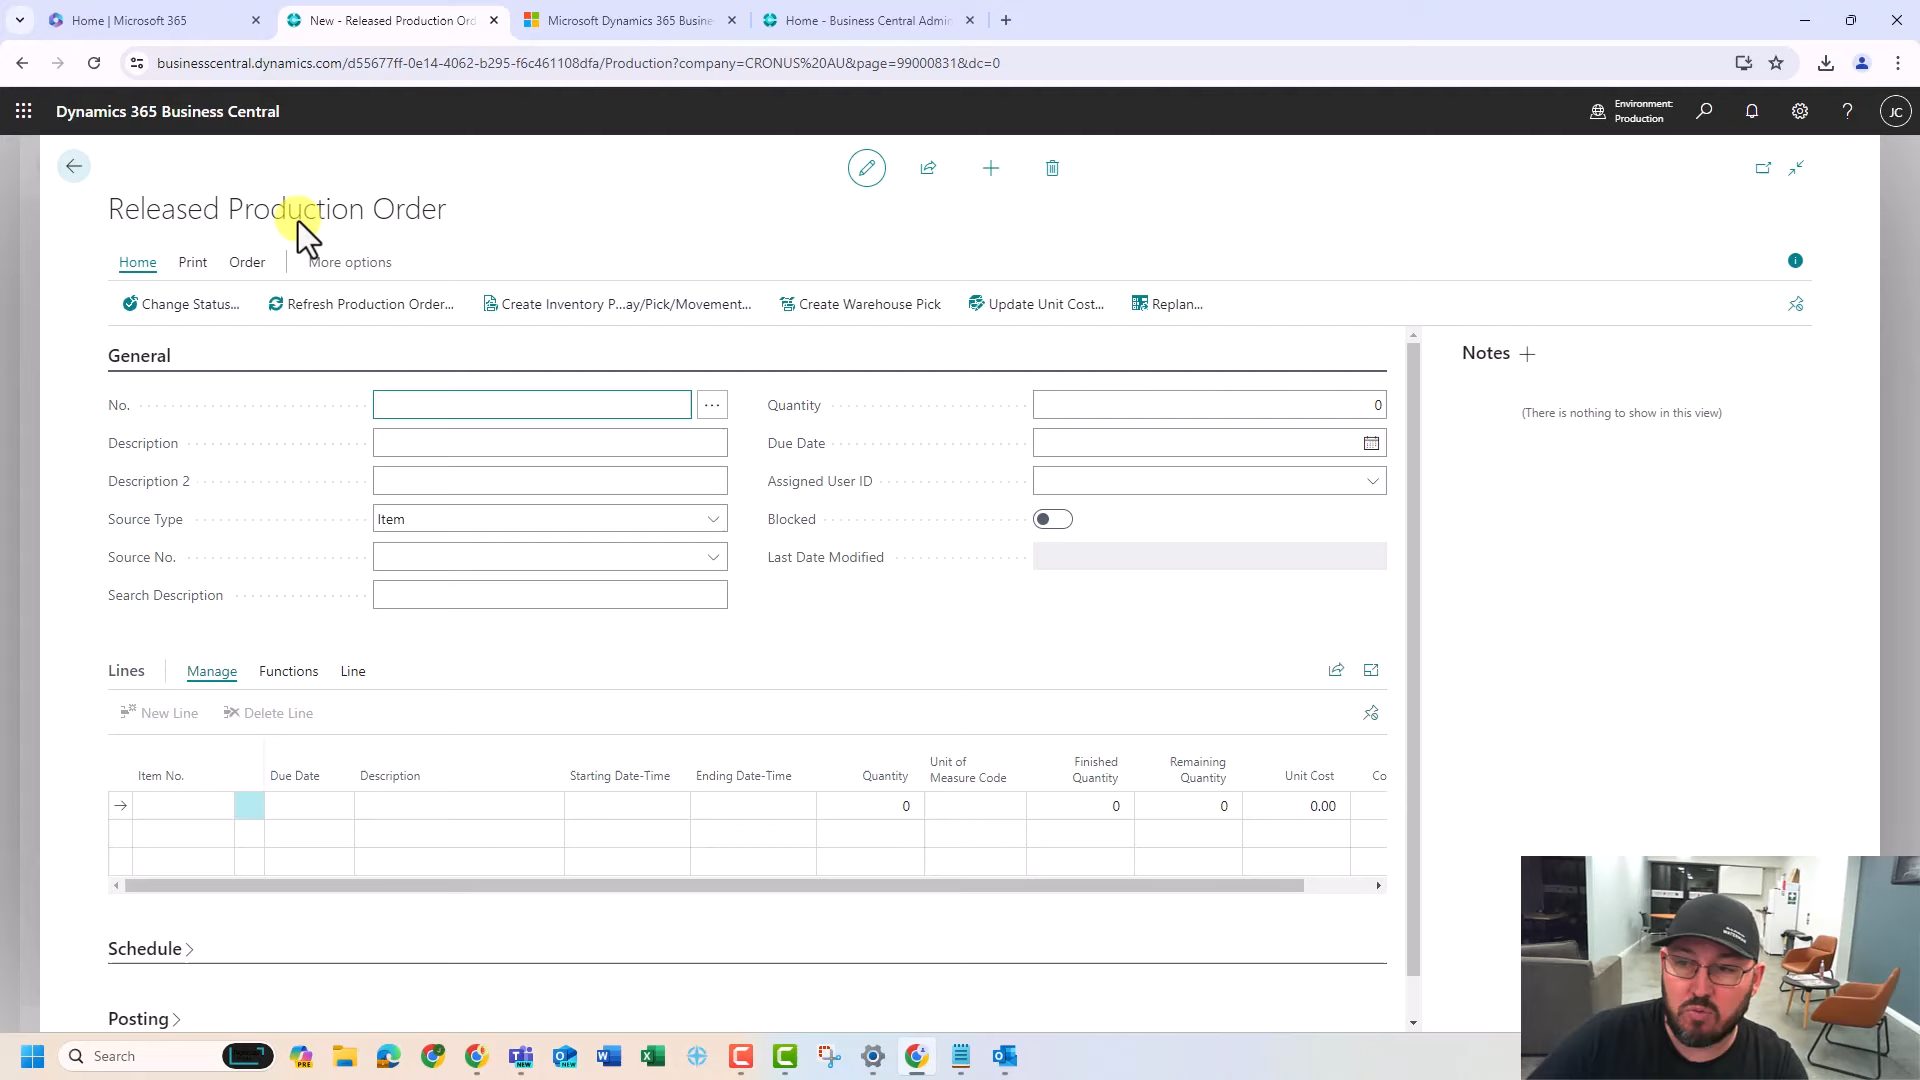 Home | Microsoft 365
New - Released Production Ord
Microsoft Dynamics 365 Busine
Home - Business Central Admin
businesscentral.dynamics.com/d55677ff-0e14-4062-b295-f6c461108dfa/Production?company=CRONUS%20AU&page=99000831&dc=0
Dynamics 365 Business Central
Environment:
Production
JC
Released Production Order
Home Print Order More options
Change Status... Refresh Production Order... Create Inventory P...ay/Pick/Movement... Create Warehouse Pick Update Unit Cost... Replan...
General
Notes
(There is nothing to show in this view)
No.
Quantity 0
Description
Due Date
Description 2
Assigned User ID
Source Type Item
Blocked
Source No.
Last Date Modified
Search Description
Lines Manage Functions Line
New Line Delete Line
Item No. Due Date Description Starting Date-Time Ending Date-Time Quantity Unit of Measure Code Finished Quantity Remaining Quantity Unit Cost Co
0 0 0 0.00
Schedule
Posting
Search
PRE
NEW
NEW